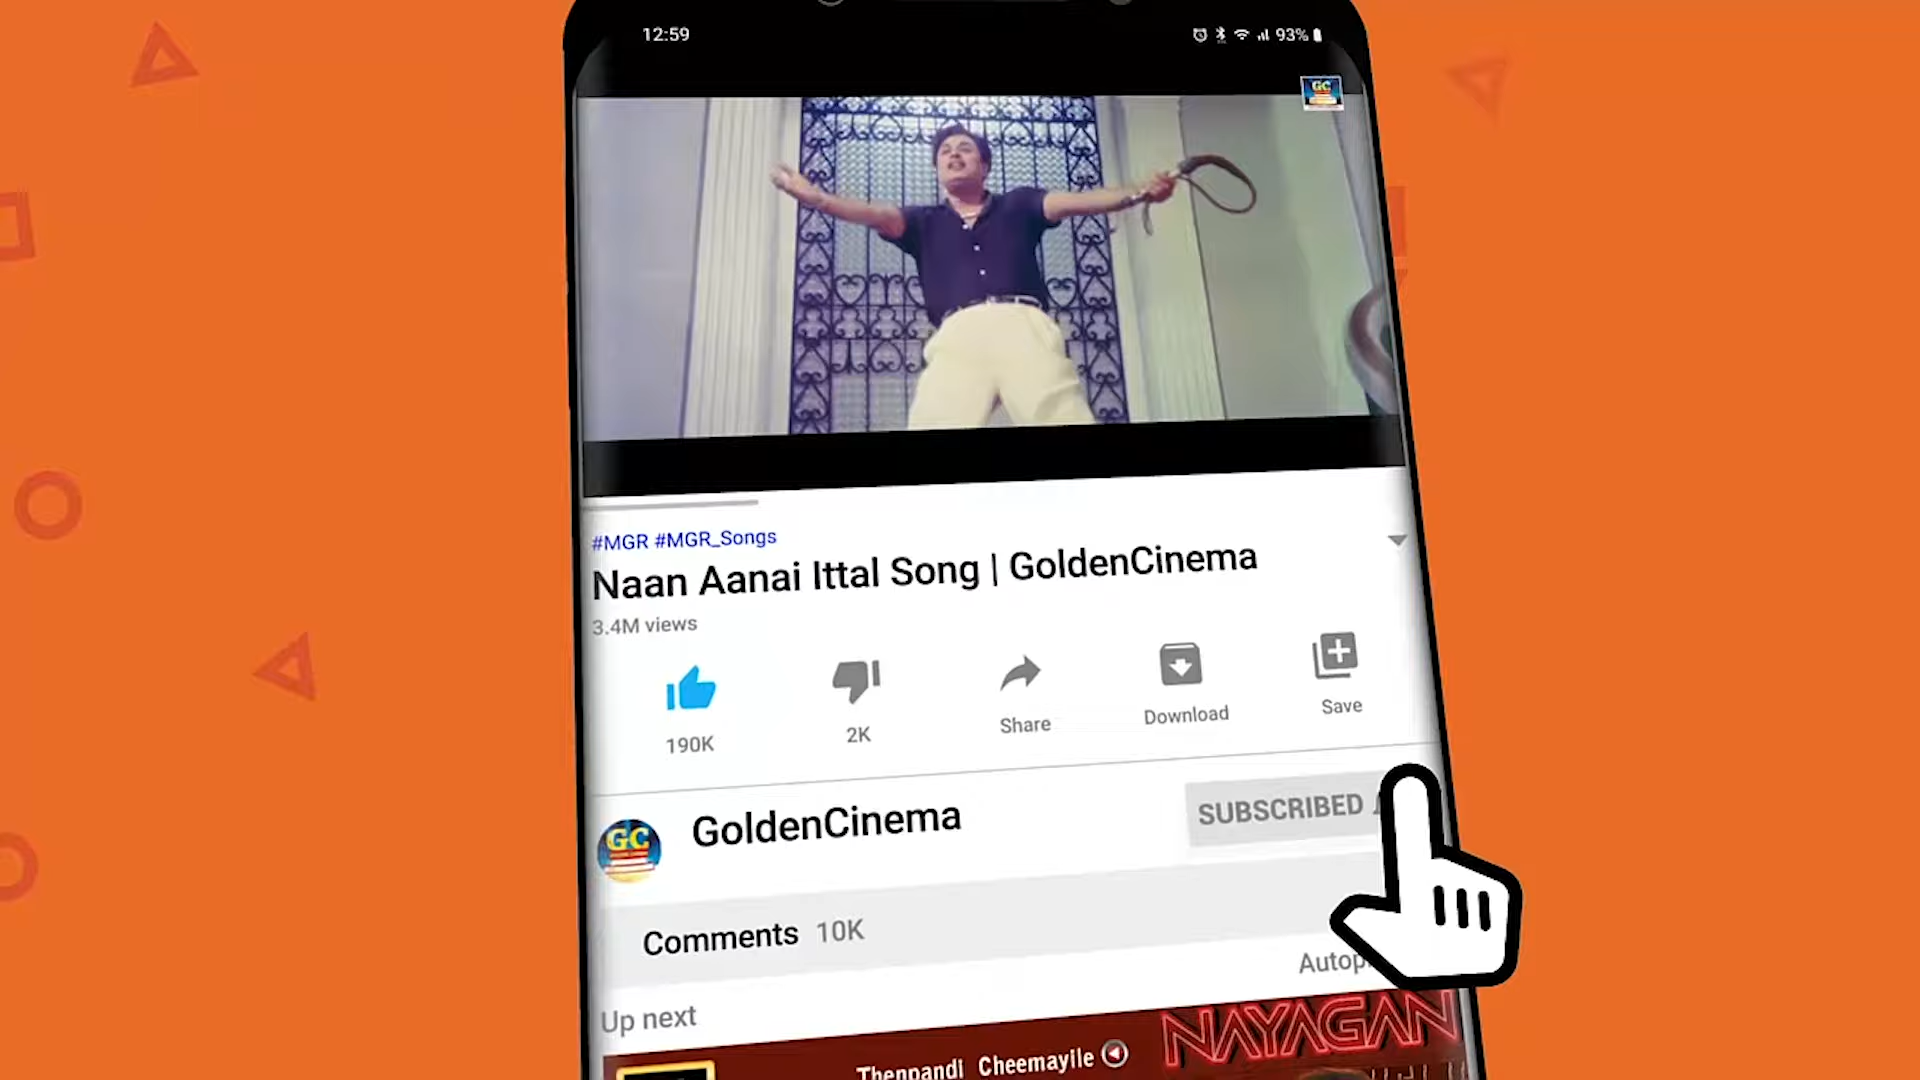 12:59
93%
GC
#MGR #MGR_Songs
Naan Aanai Ittal Song | GoldenCinema
3.4M views
190K
2K
Share
Download
Save
GC
GoldenCinema
SUBSCRIBED
Comments 10K
Up next
Thenpandi Cheemayile
NAYAGAN